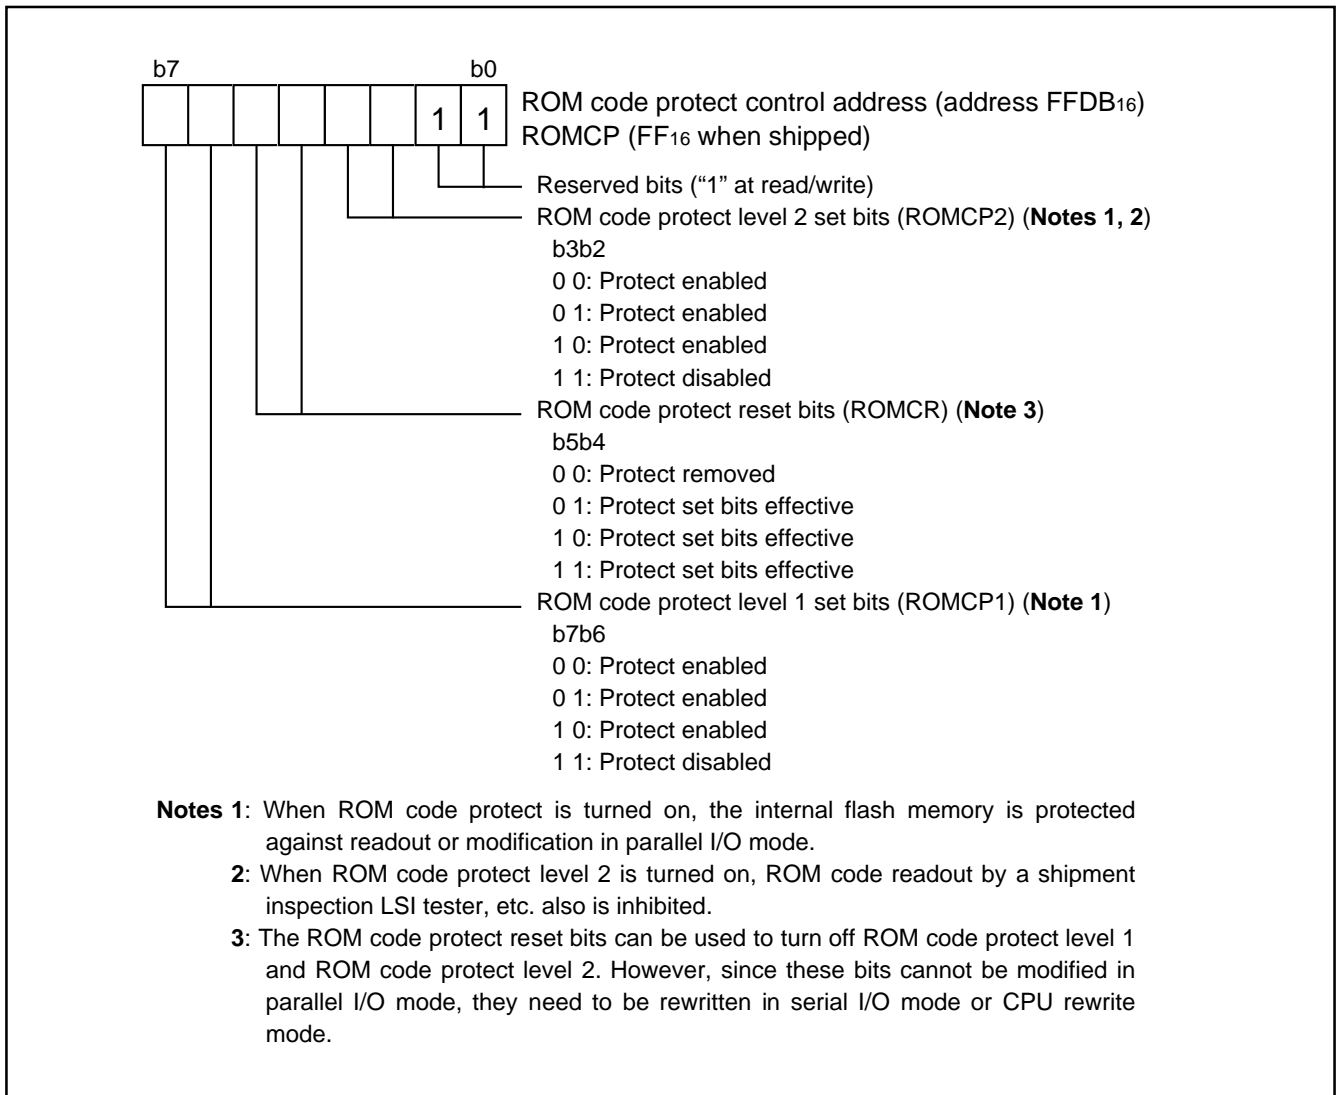 b7 b0
1 1
ROM code protect control address (address FFDB16)
ROMCP (FF16 when shipped)
Reserved bits (“1” at read/write)
ROM code protect level 2 set bits (ROMCP2) (Notes 1, 2)
b3b2
0 0: Protect enabled
0 1: Protect enabled
1 0: Protect enabled
1 1: Protect disabled
ROM code protect reset bits (ROMCR) (Note 3)
b5b4
0 0: Protect removed
0 1: Protect set bits effective
1 0: Protect set bits effective
1 1: Protect set bits effective
ROM code protect level 1 set bits (ROMCP1) (Note 1)
b7b6
0 0: Protect enabled
0 1: Protect enabled
1 0: Protect enabled
1 1: Protect disabled
Notes 1: When ROM code protect is turned on, the internal flash memory is protected
against readout or modification in parallel I/O mode.
2: When ROM code protect level 2 is turned on, ROM code readout by a shipment
inspection LSI tester, etc. also is inhibited.
3: The ROM code protect reset bits can be used to turn off ROM code protect level 1
and ROM code protect level 2. However, since these bits cannot be modified in
parallel I/O mode, they need to be rewritten in serial I/O mode or CPU rewrite
mode.